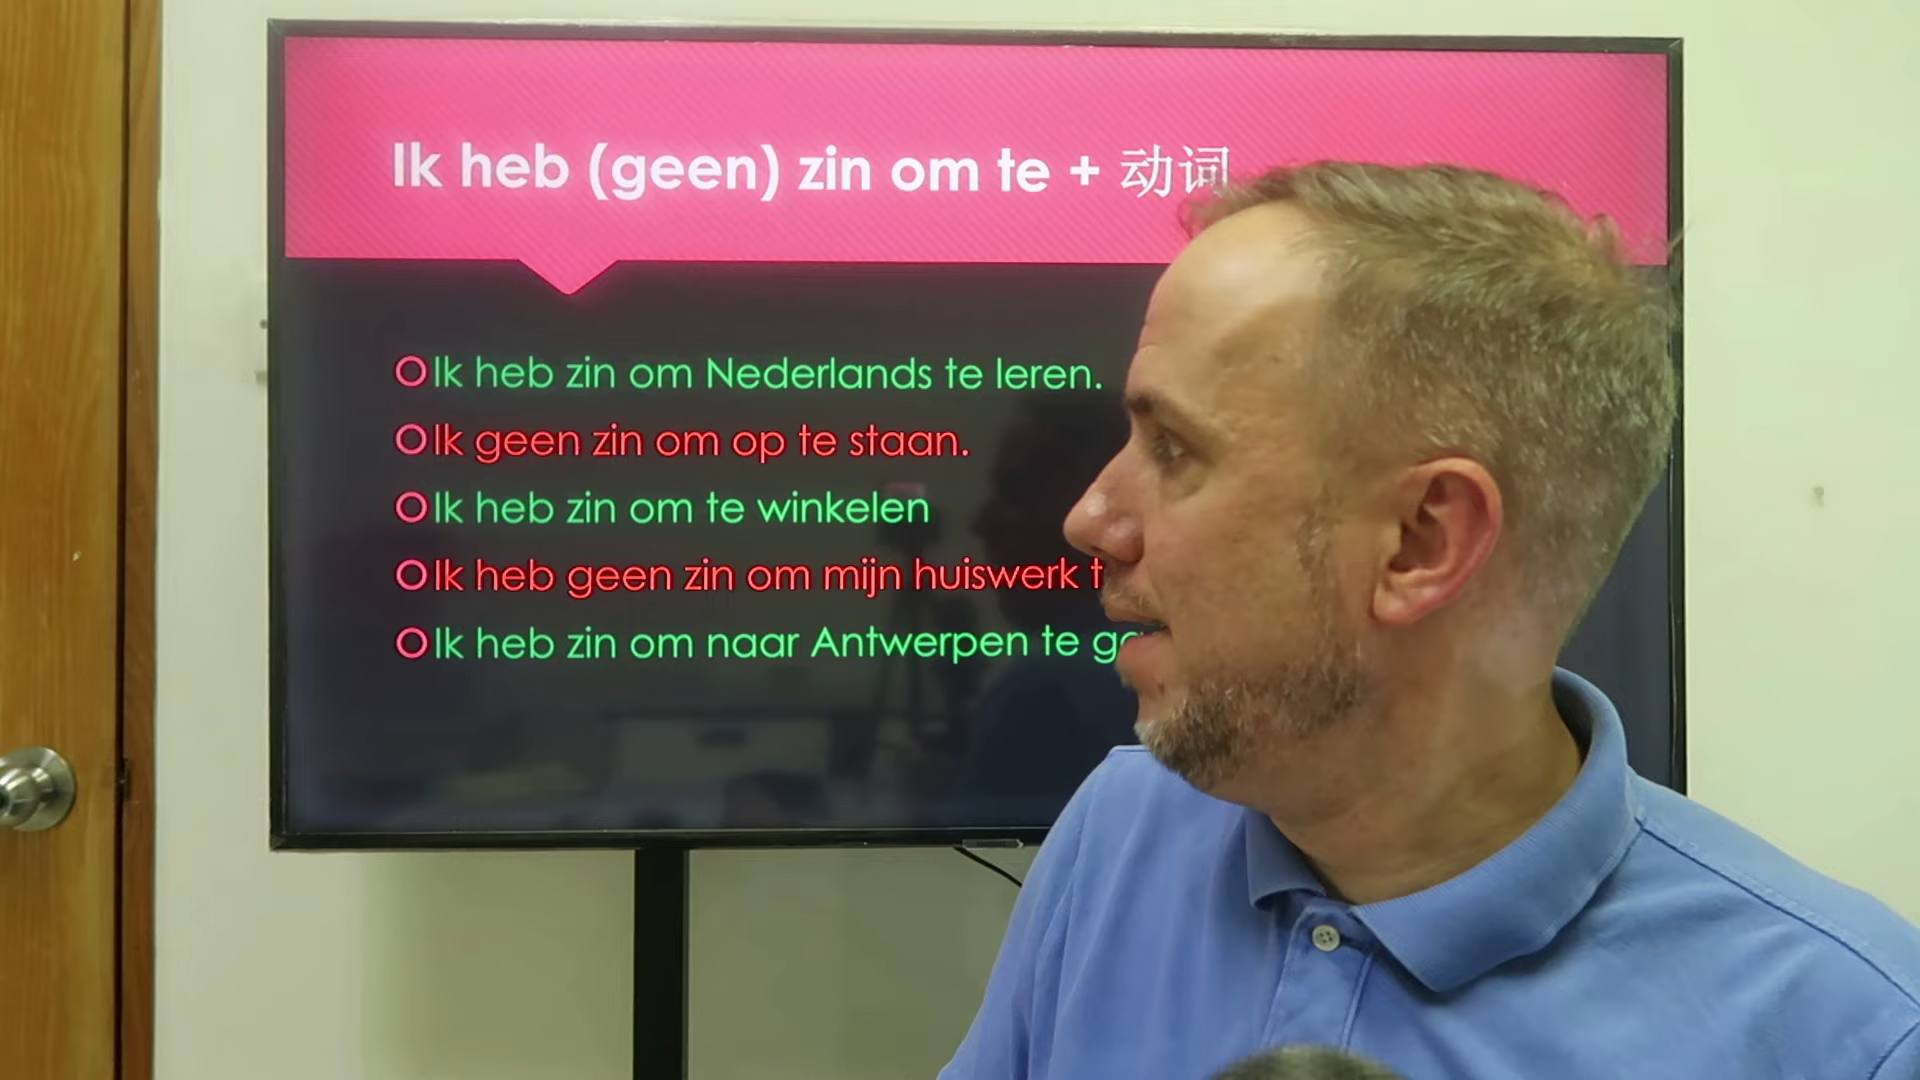 Ik heb (geen) zin om te + 动词
Ik heb zin om Nederlands te leren.
Ik geen zin om op te staan.
Ik heb zin om te winkelen
Ik heb geen zin om mijn huiswerk
Ik heb zin om naar Antwerpen te